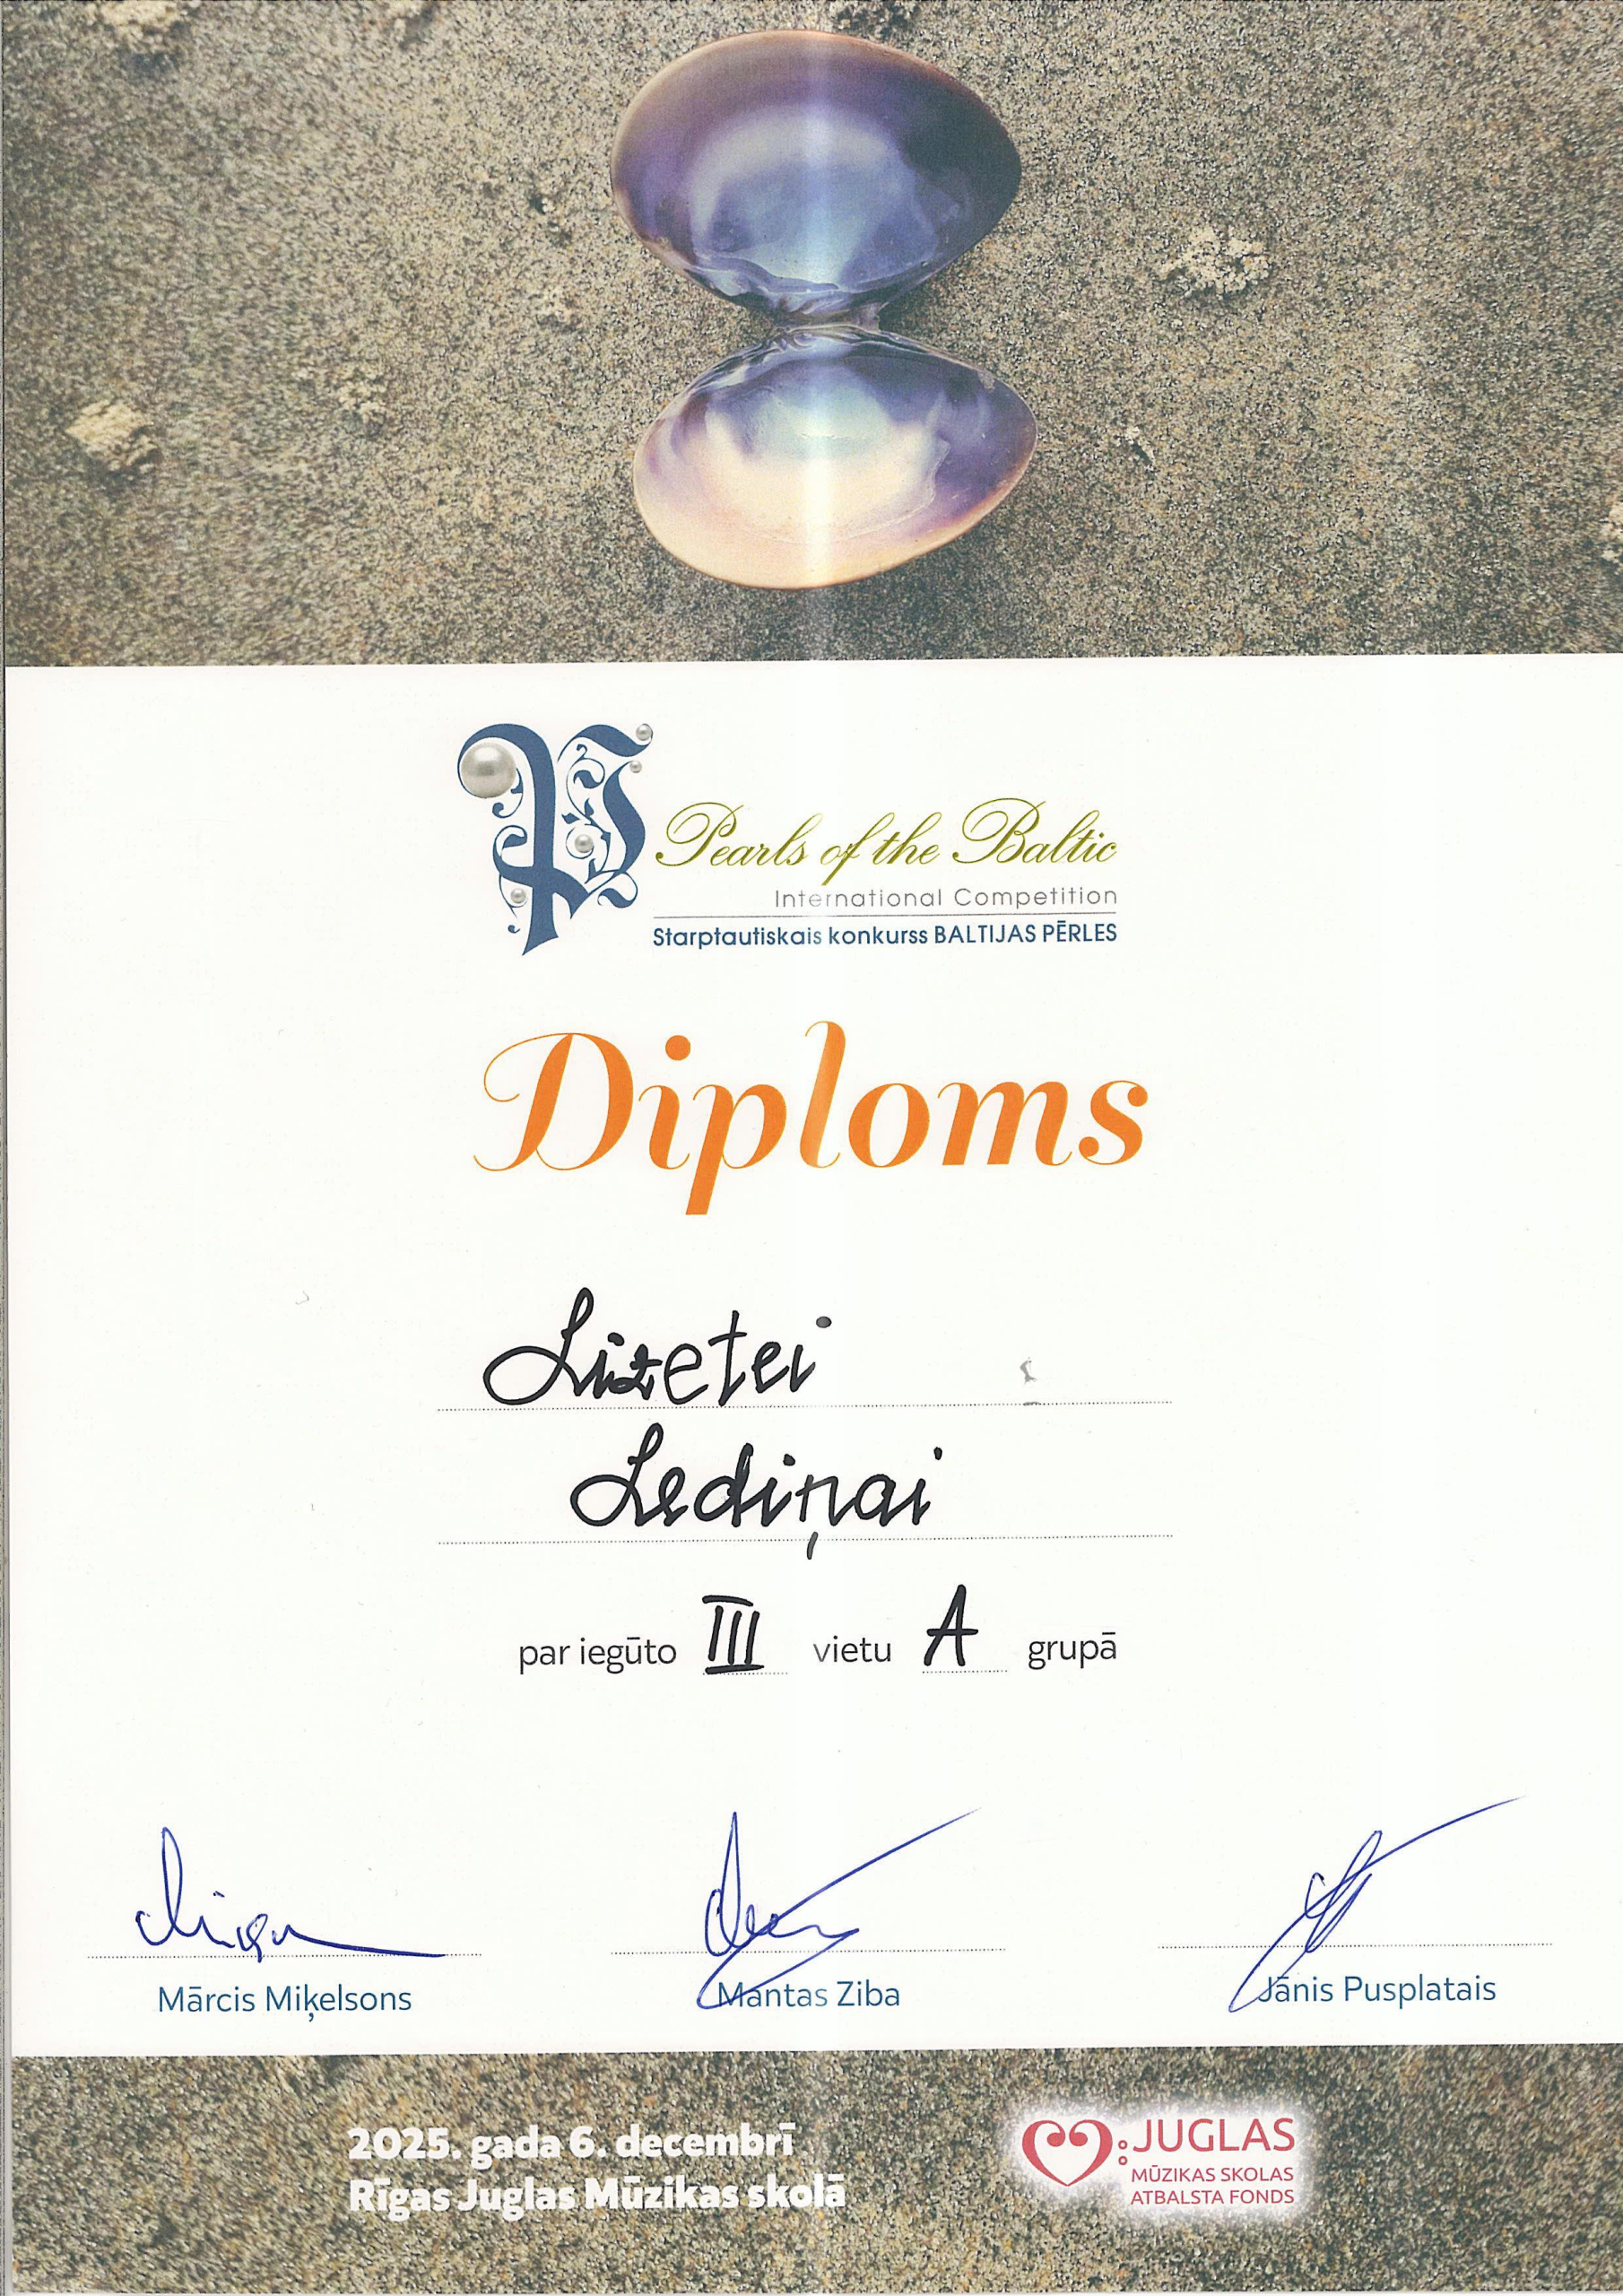 Pearls of the Baltic
International Competition
Starptautiskais konkurss BALTIJAS PĒRLES
Diploms
Lizetei
Lediņai
par iegūto III vietu A grupā
Mārcis Miķelsons
Mantas Ziba
Jānis Pusplatais
2025. gada 6. decembrī
Rīgas Juglas Mūzikas skolā
JUGLAS
MŪZIKAS SKOLAS
ATBALSTA FONDS